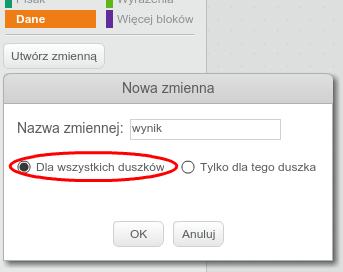 Pisak Wyrażenia
Dane Więcej bloków
Utwórz zmienną
Nowa zmienna
Nazwa zmiennej: wynik
Dla wszystkich duszków Tylko dla tego duszka
OK Anuluj